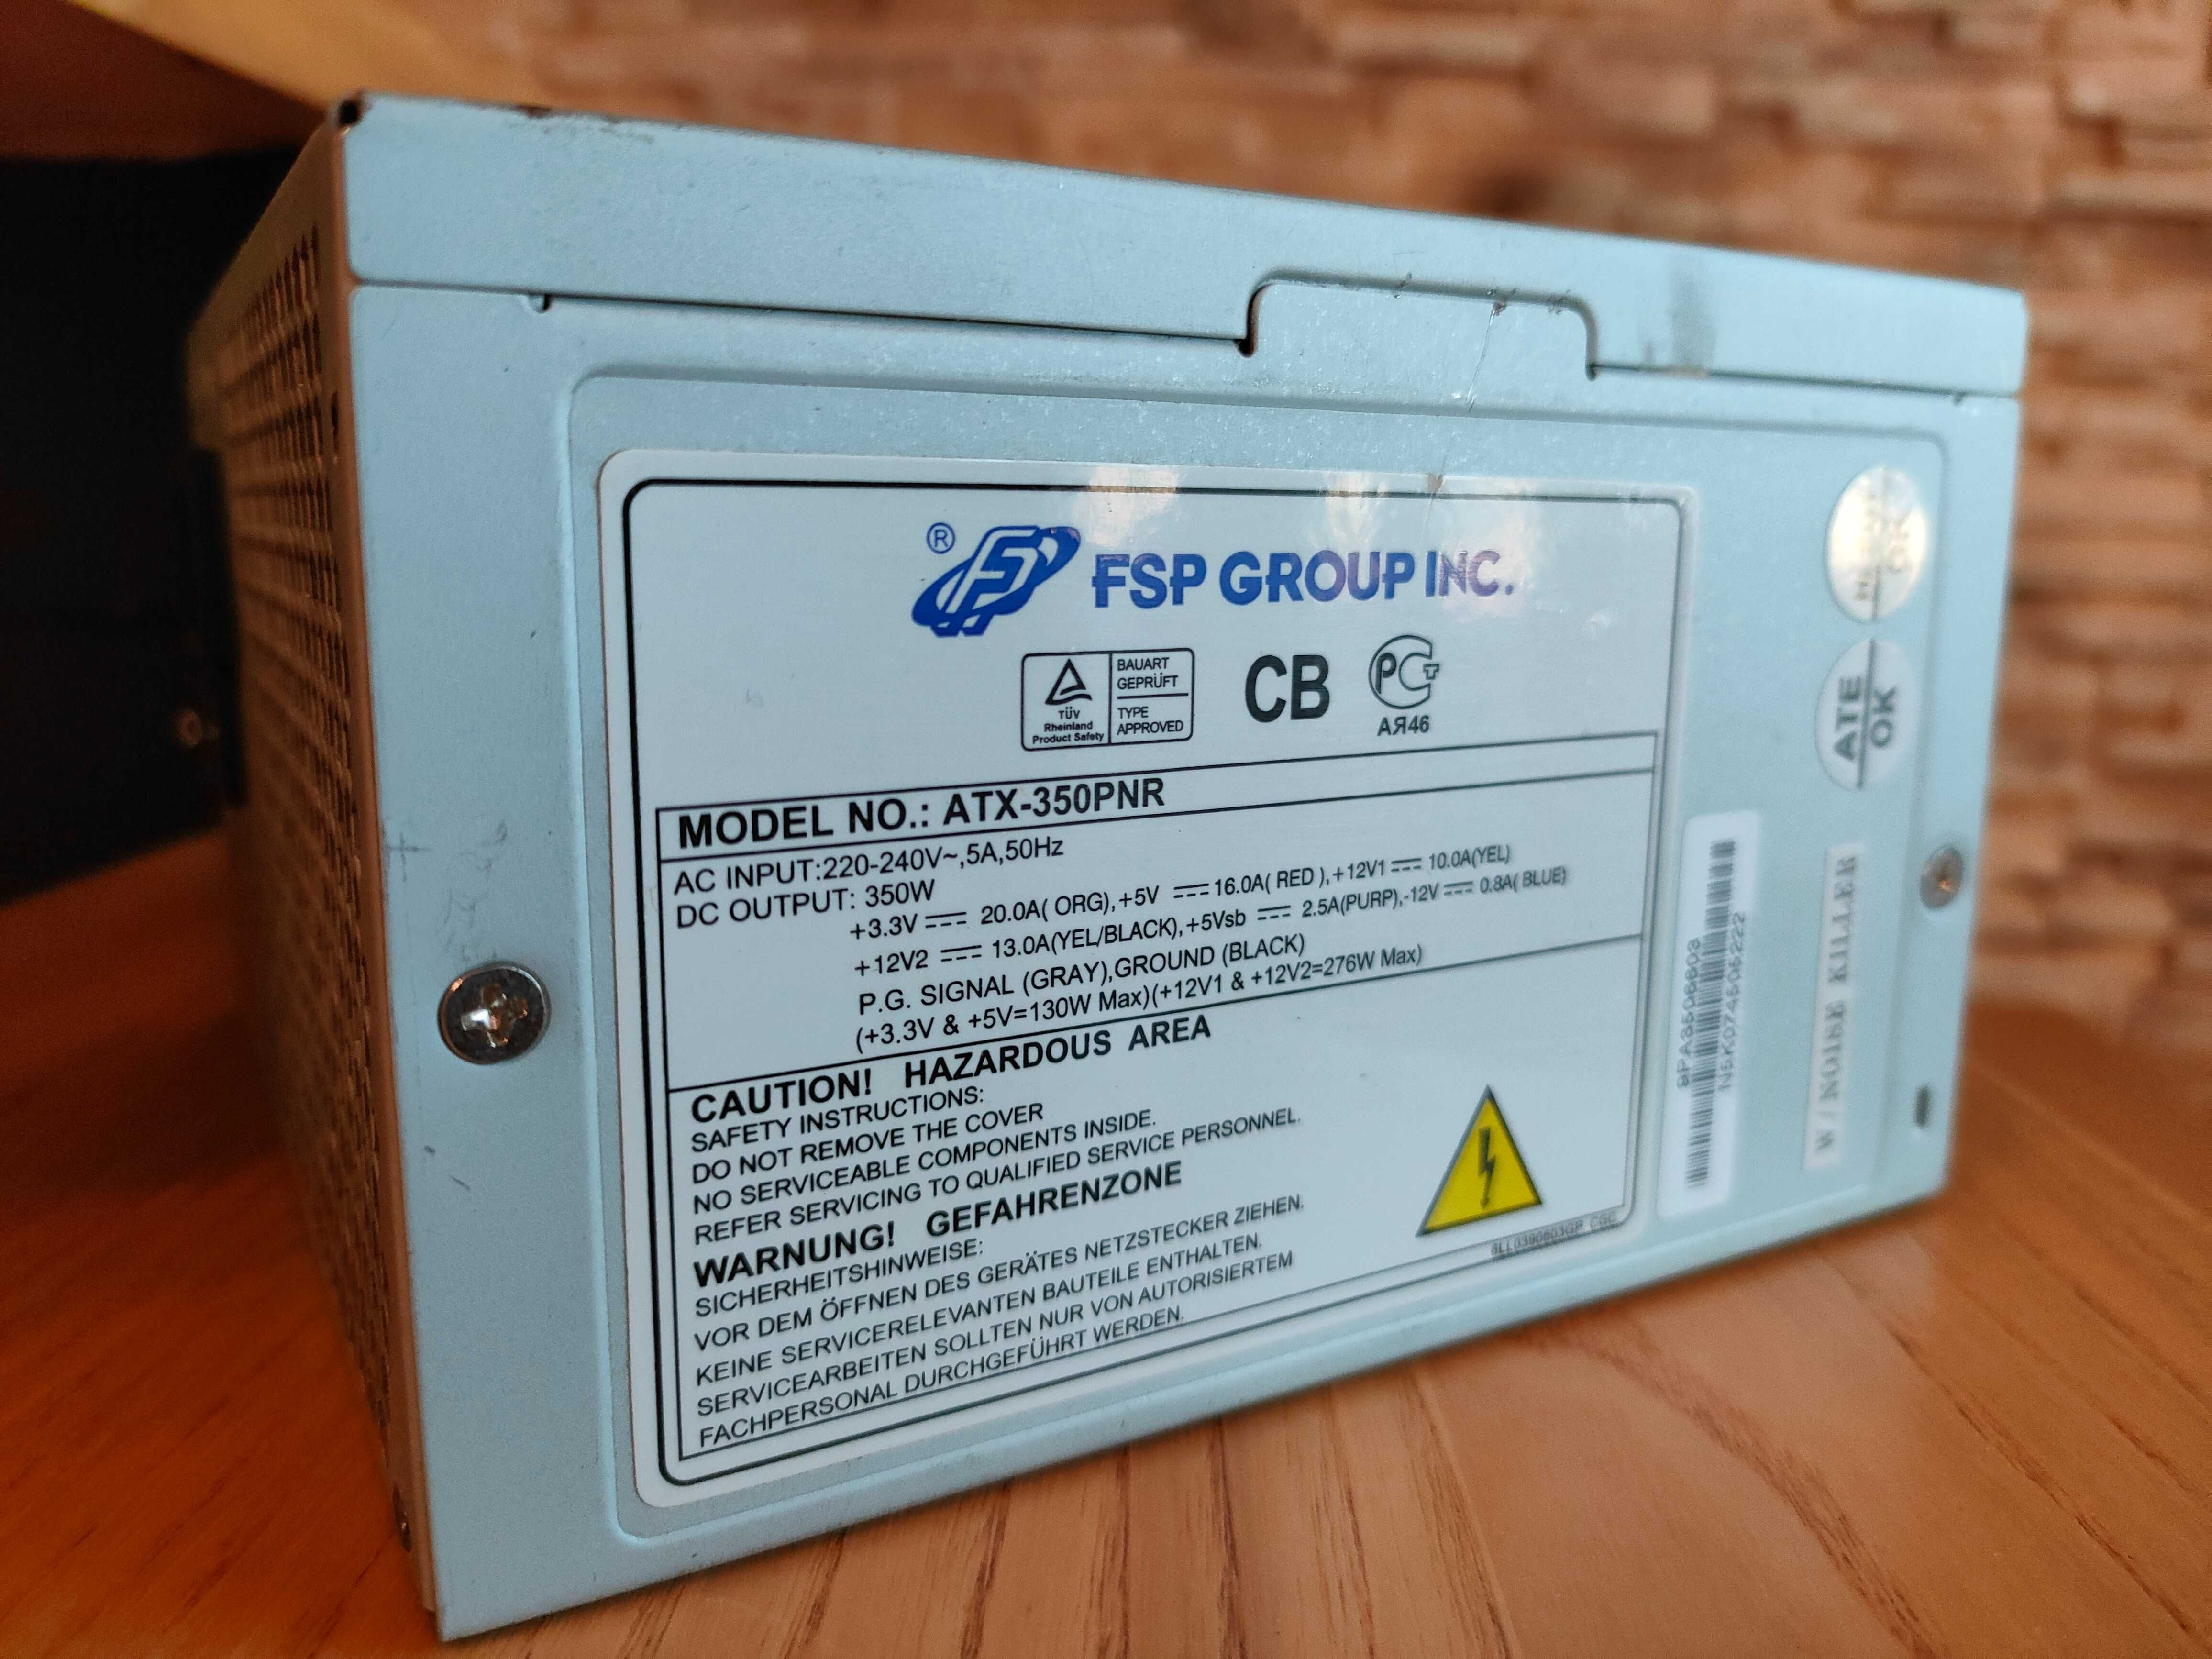 ® FSP GROUP INC.
TÜV
Rheinland
Product Safety
BAUART
GEPRÜFT
TYPE
APPROVED
CB
РСТ
АЯ46
MODEL NO.: ATX-350PNR
AC INPUT:220-240V~,5A,50Hz
DC OUTPUT: 350W
+3.3V ⎓ 20.0A( ORG),+5V ⎓16.0A( RED ),+12V1⎓ 10.0A(YEL)
+12V2 ⎓ 13.0A(YEL/BLACK),+5Vsb ⎓ 2.5A(PURP),-12V⎓ 0.8A( BLUE)
P.G. SIGNAL (GRAY),GROUND (BLACK)
(+3.3V & +5V=130W Max)(+12V1 & +12V2=276W Max)
CAUTION! HAZARDOUS AREA
SAFETY INSTRUCTIONS:
DO NOT REMOVE THE COVER
NO SERVICEABLE COMPONENTS INSIDE.
REFER SERVICING TO QUALIFIED SERVICE PERSONNEL.
WARNUNG! GEFAHRENZONE
SICHERHEITSHINWEISE:
VOR DEM ÖFFNEN DES GERÄTES NETZSTECKER ZIEHEN.
KEINE SERVICERELEVANTEN BAUTEILE ENTHALTEN.
SERVICEARBEITEN SOLLTEN NUR VON AUTORISIERTEM
FACHPERSONAL DURCHGEFÜHRT WERDEN.
9PA3506603
N5K074505222
OK
ATE
OK
W/NOISE KILLER